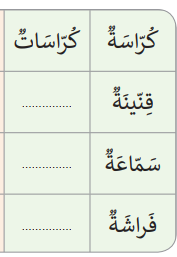 كُرّاسَةٌ كُرّاسَاتٌ
قِنّينَةٌ ...............
سَمّاعَةٌ ...............
فَراشَةٌ ...............